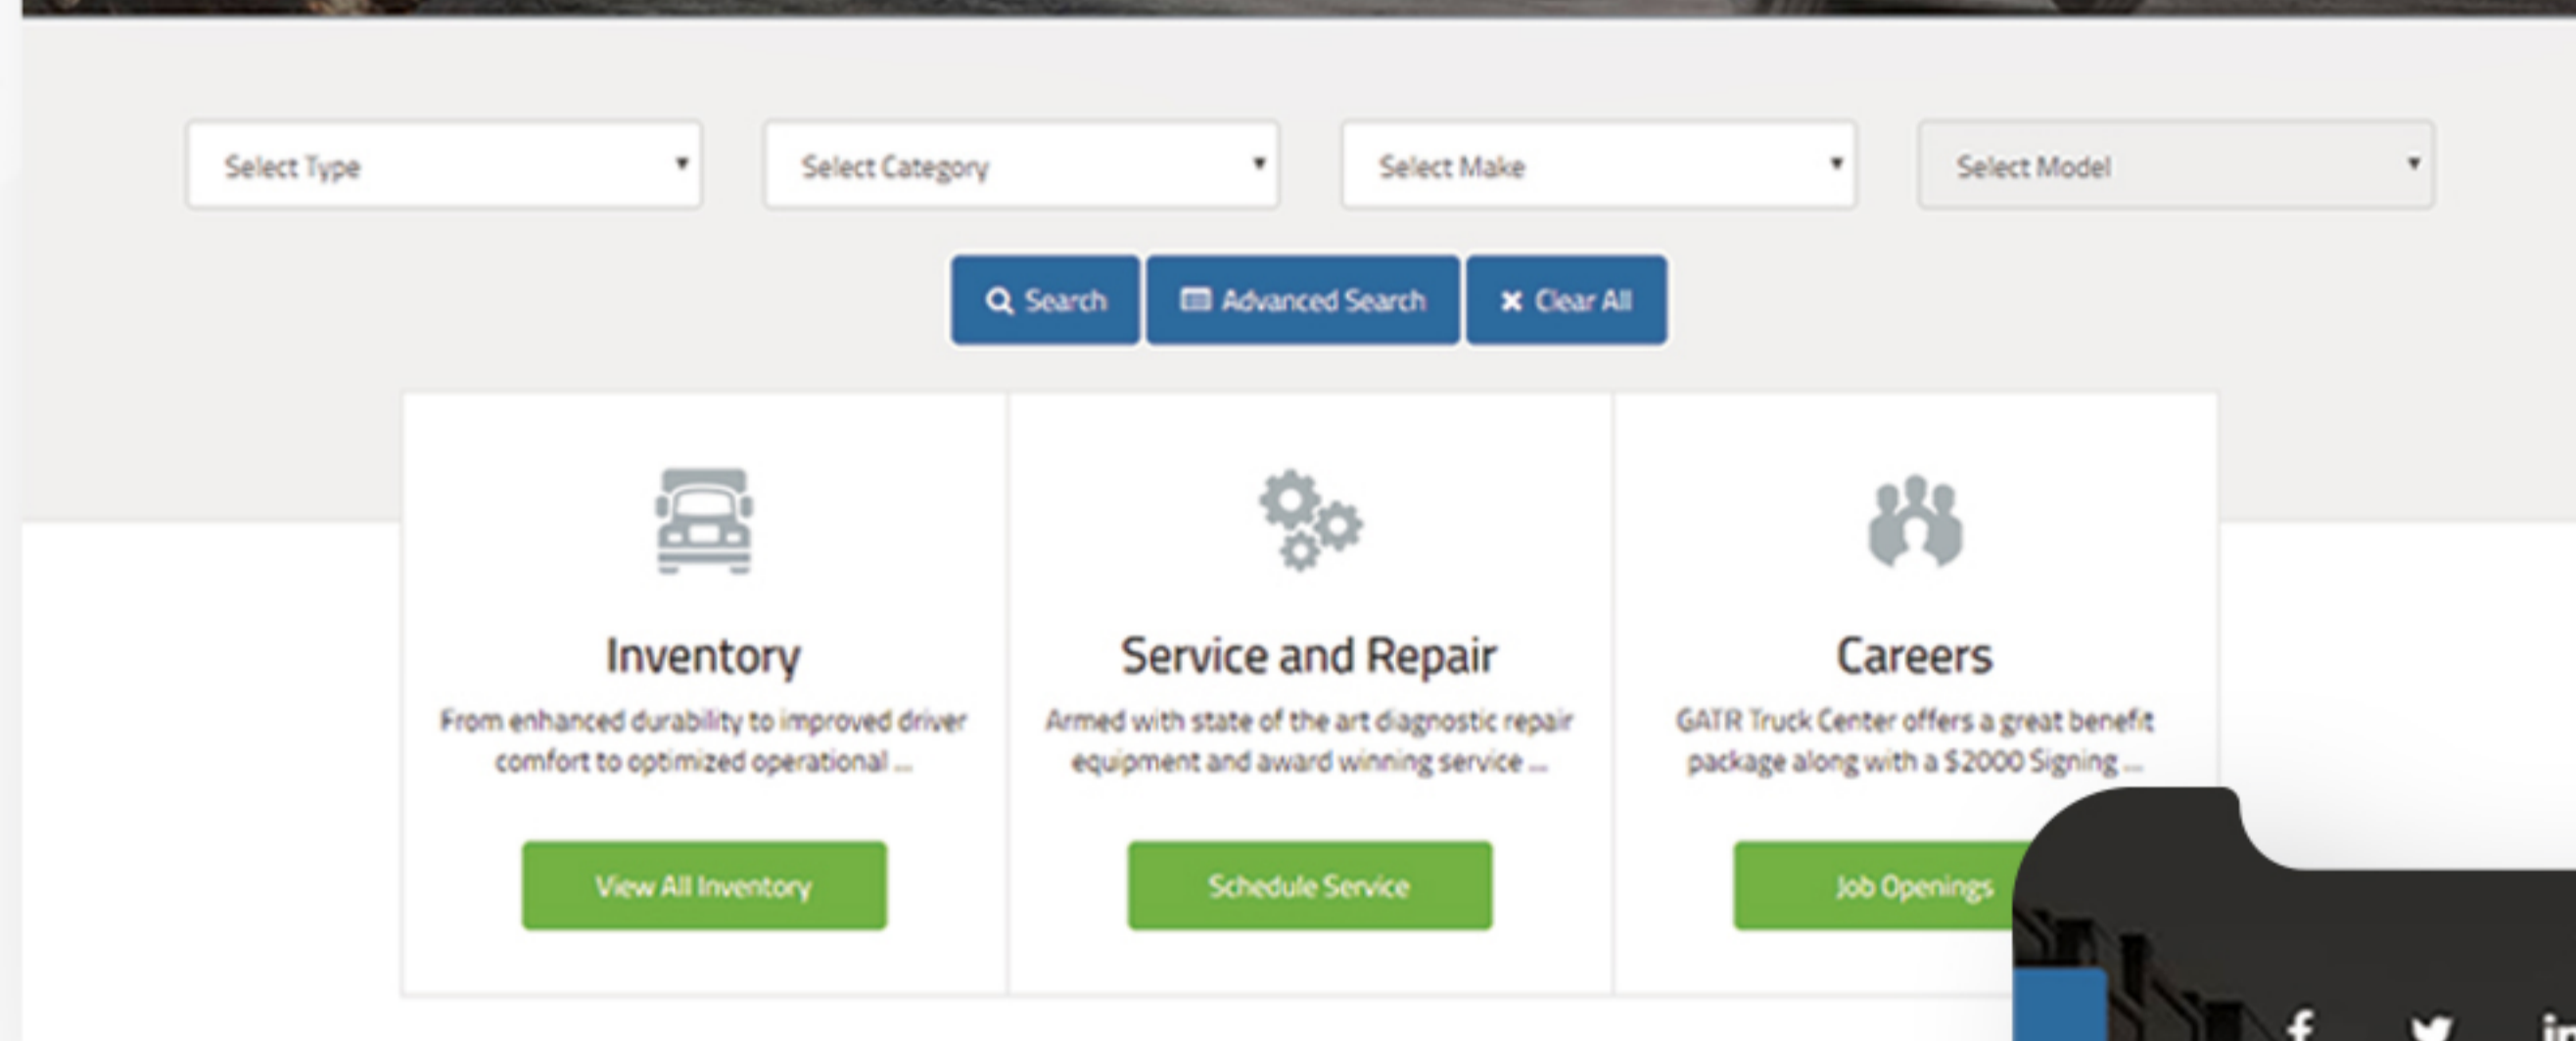 Select Type
Select Category
Select Make
Select Model
Search
Advanced Search
Clear All
Inventory
From enhanced durability to improved driver
comfort to optimized operational ...
View All Inventory
Service and Repair
Armed with state of the art diagnostic repair
equipment and award winning service ...
Schedule Service
Careers
GATR Truck Center offers a great benefit
package along with a $2000 Signing ...
Job Openings